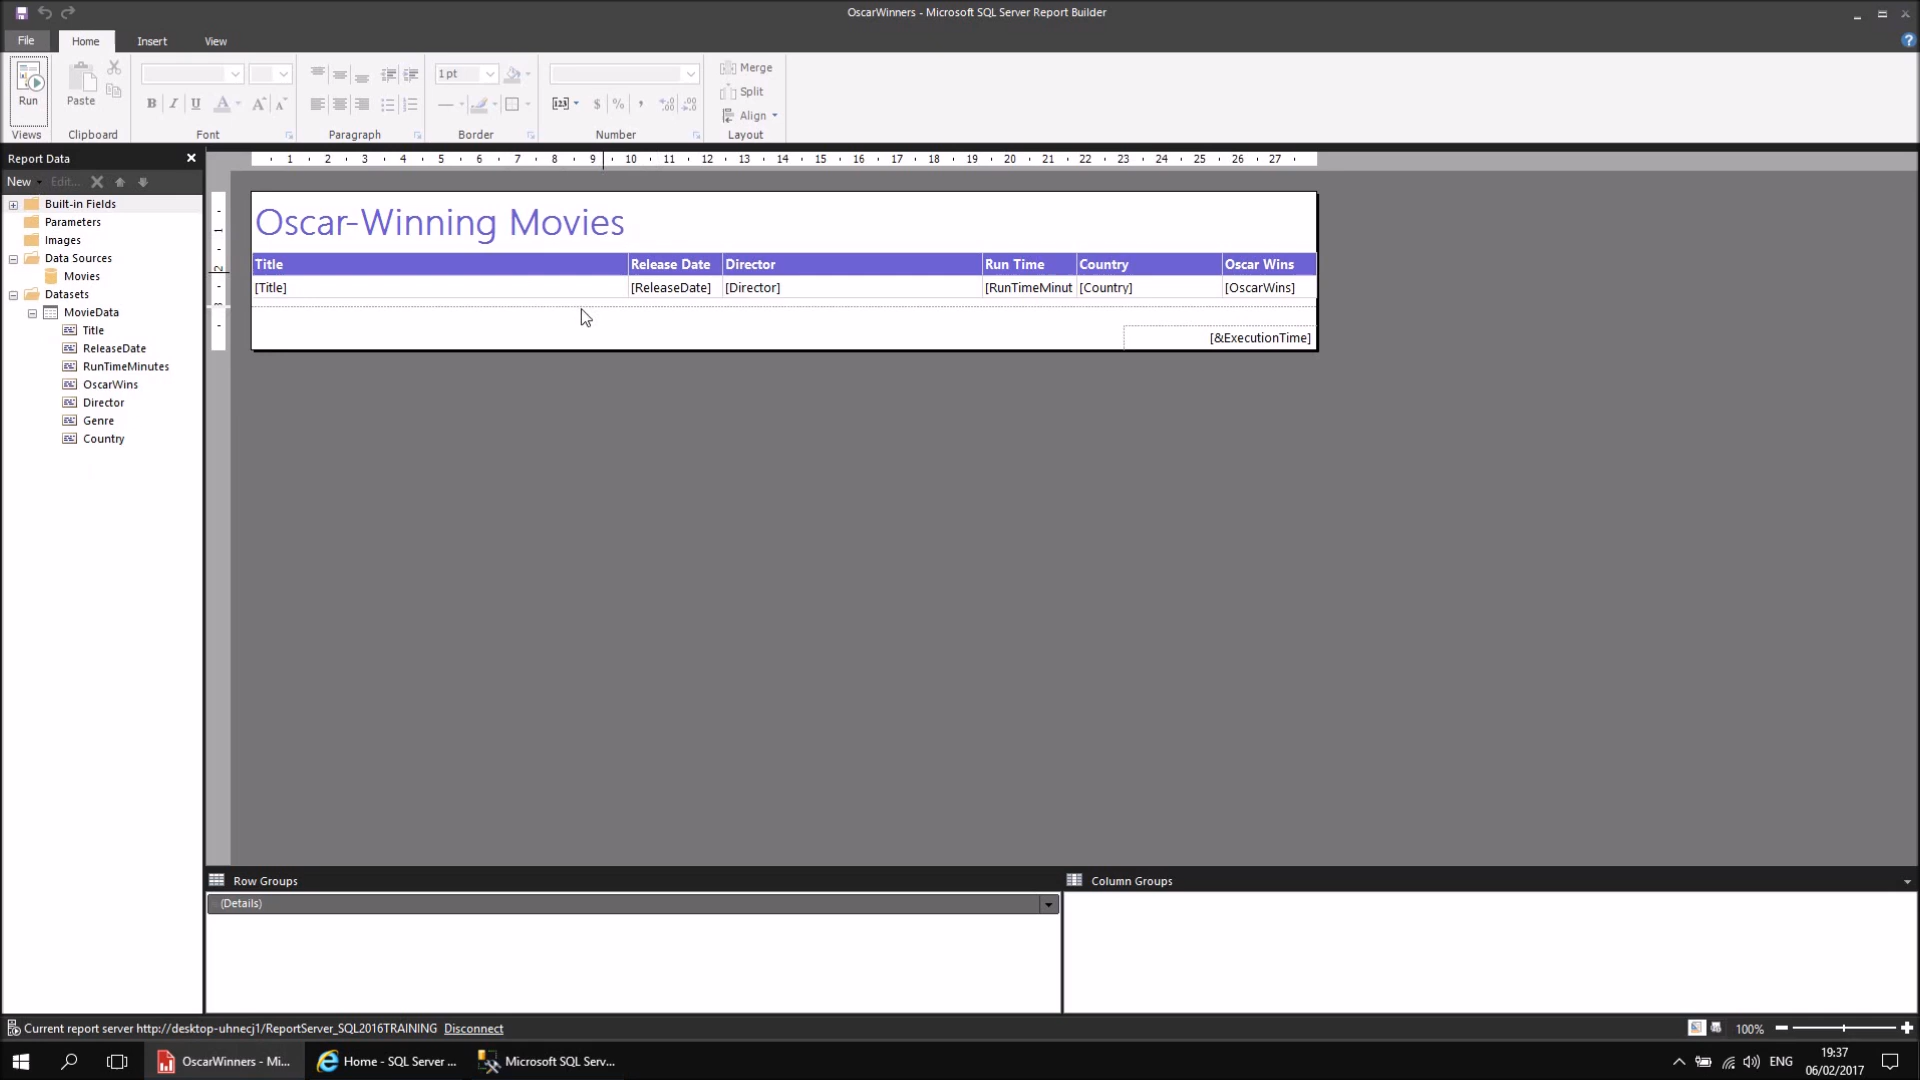 OscarWinners - Microsoft SQL Server Report Builder
File Home Insert View
Run
Paste
1pt
Merge
Split
Align
Views Clipboard Font Paragraph Border Number Layout
Report Data
New Edit...
Built-in Fields
Parameters
Images
Data Sources
Movies
Datasets
MovieData
Title
ReleaseDate
RunTimeMinutes
OscarWins
Director
Genre
Country
1 2 3 4 5 6 7 8 9 10 11 12 13 14 15 16 17 18 19 20 21 22 23 24 25 26 27
Oscar-Winning Movies
Title Release Date Director Run Time Country Oscar Wins
[Title] [ReleaseDate] [Director] [RunTimeMinut [Country] [OscarWins]
[&ExecutionTime]
Row Groups
(Details)
Column Groups
Current report server http://desktop-uhnecj1/ReportServer_SQL2016TRAINING Disconnect
100%
OscarWinners - Mi...
Home - SQL Server ...
Microsoft SQL Serv...
ENG
19:37
06/02/2017